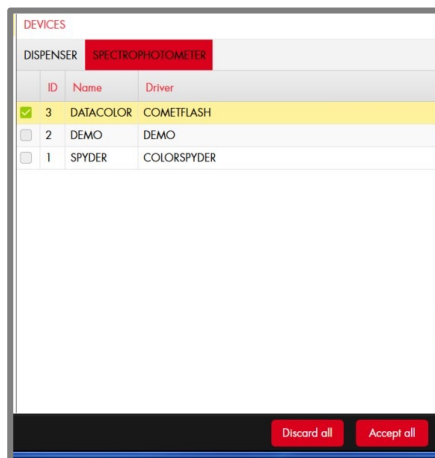 DEVICES
DISPENSER SPECTROPHOTOMETER
ID Name Driver
3 DATACOLOR COMETFLASH
2 DEMO DEMO
1 SPYDER COLORSPYDER
Discard all Accept all